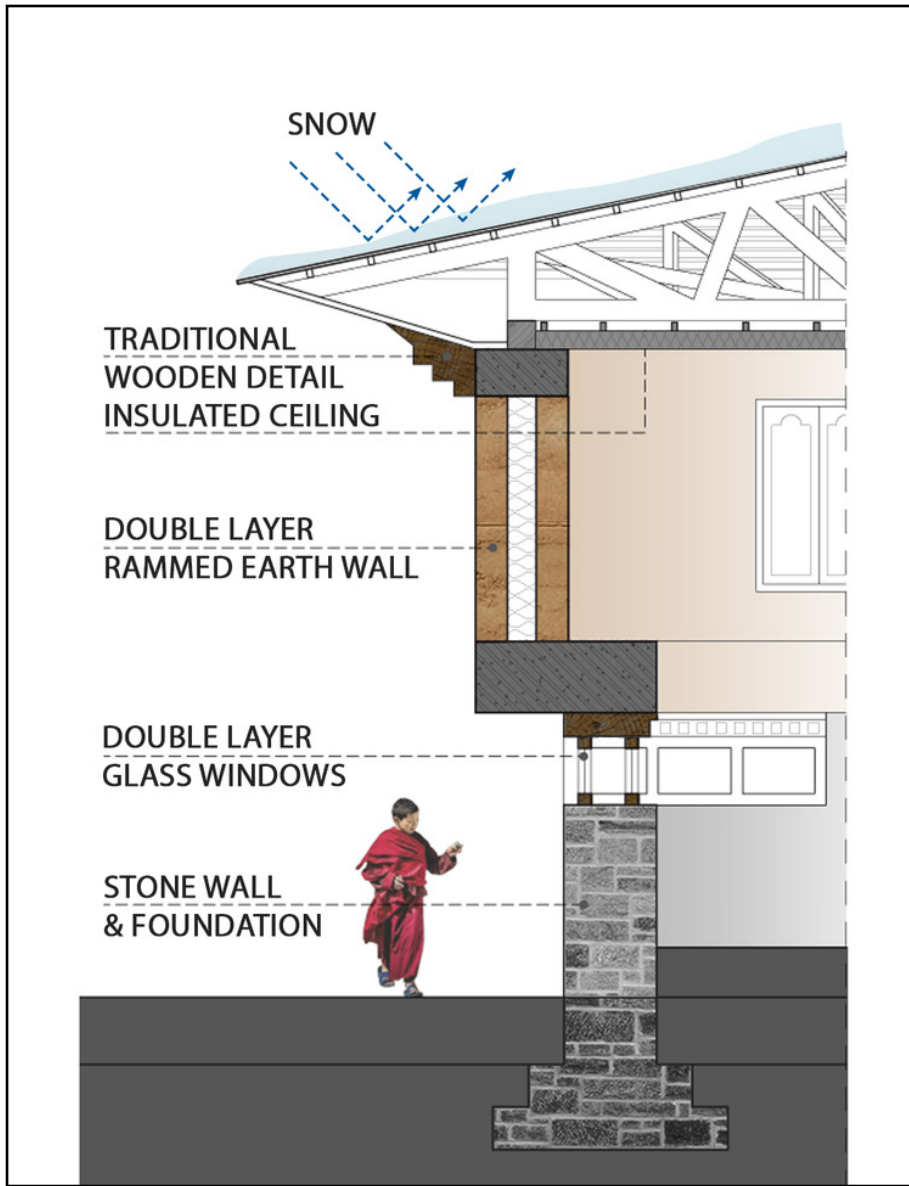 SNOW
TRADITIONAL
WOODEN DETAIL
INSULATED CEILING
DOUBLE LAYER
RAMMED EARTH WALL
DOUBLE LAYER
GLASS WINDOWS
STONE WALL
& FOUNDATION